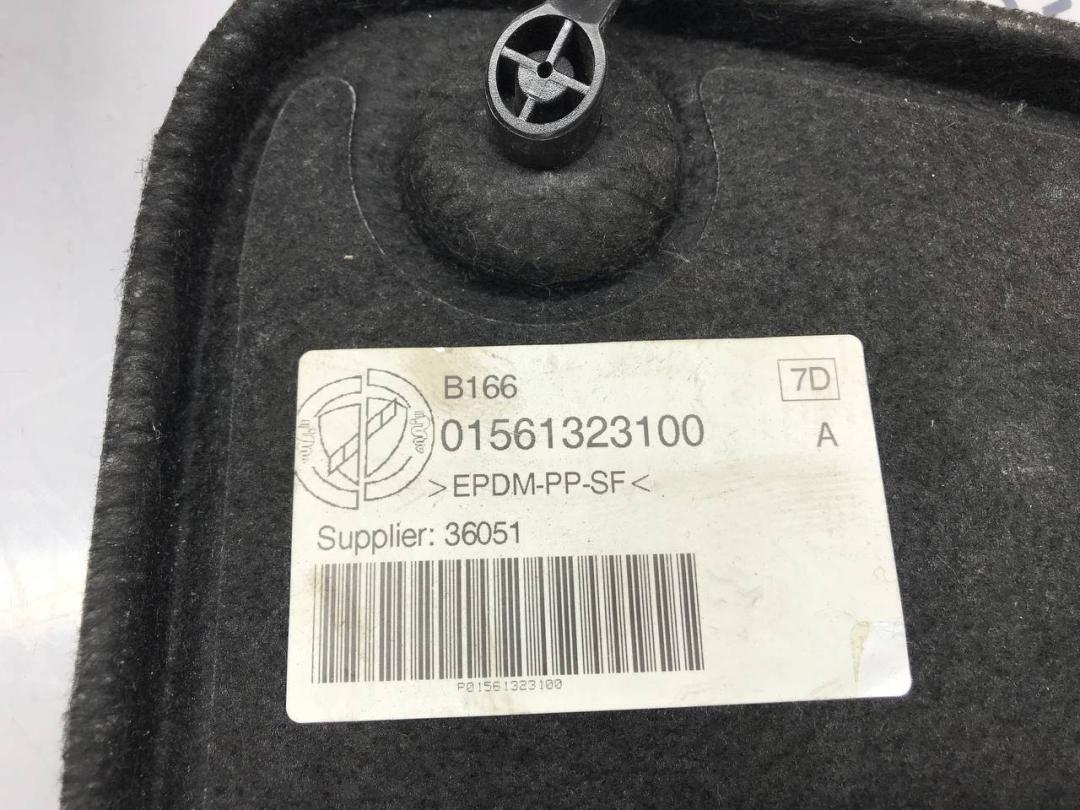 B166
7D
01561323100
A
>EPDM-PP-SF<
Supplier: 36051
P01561323100